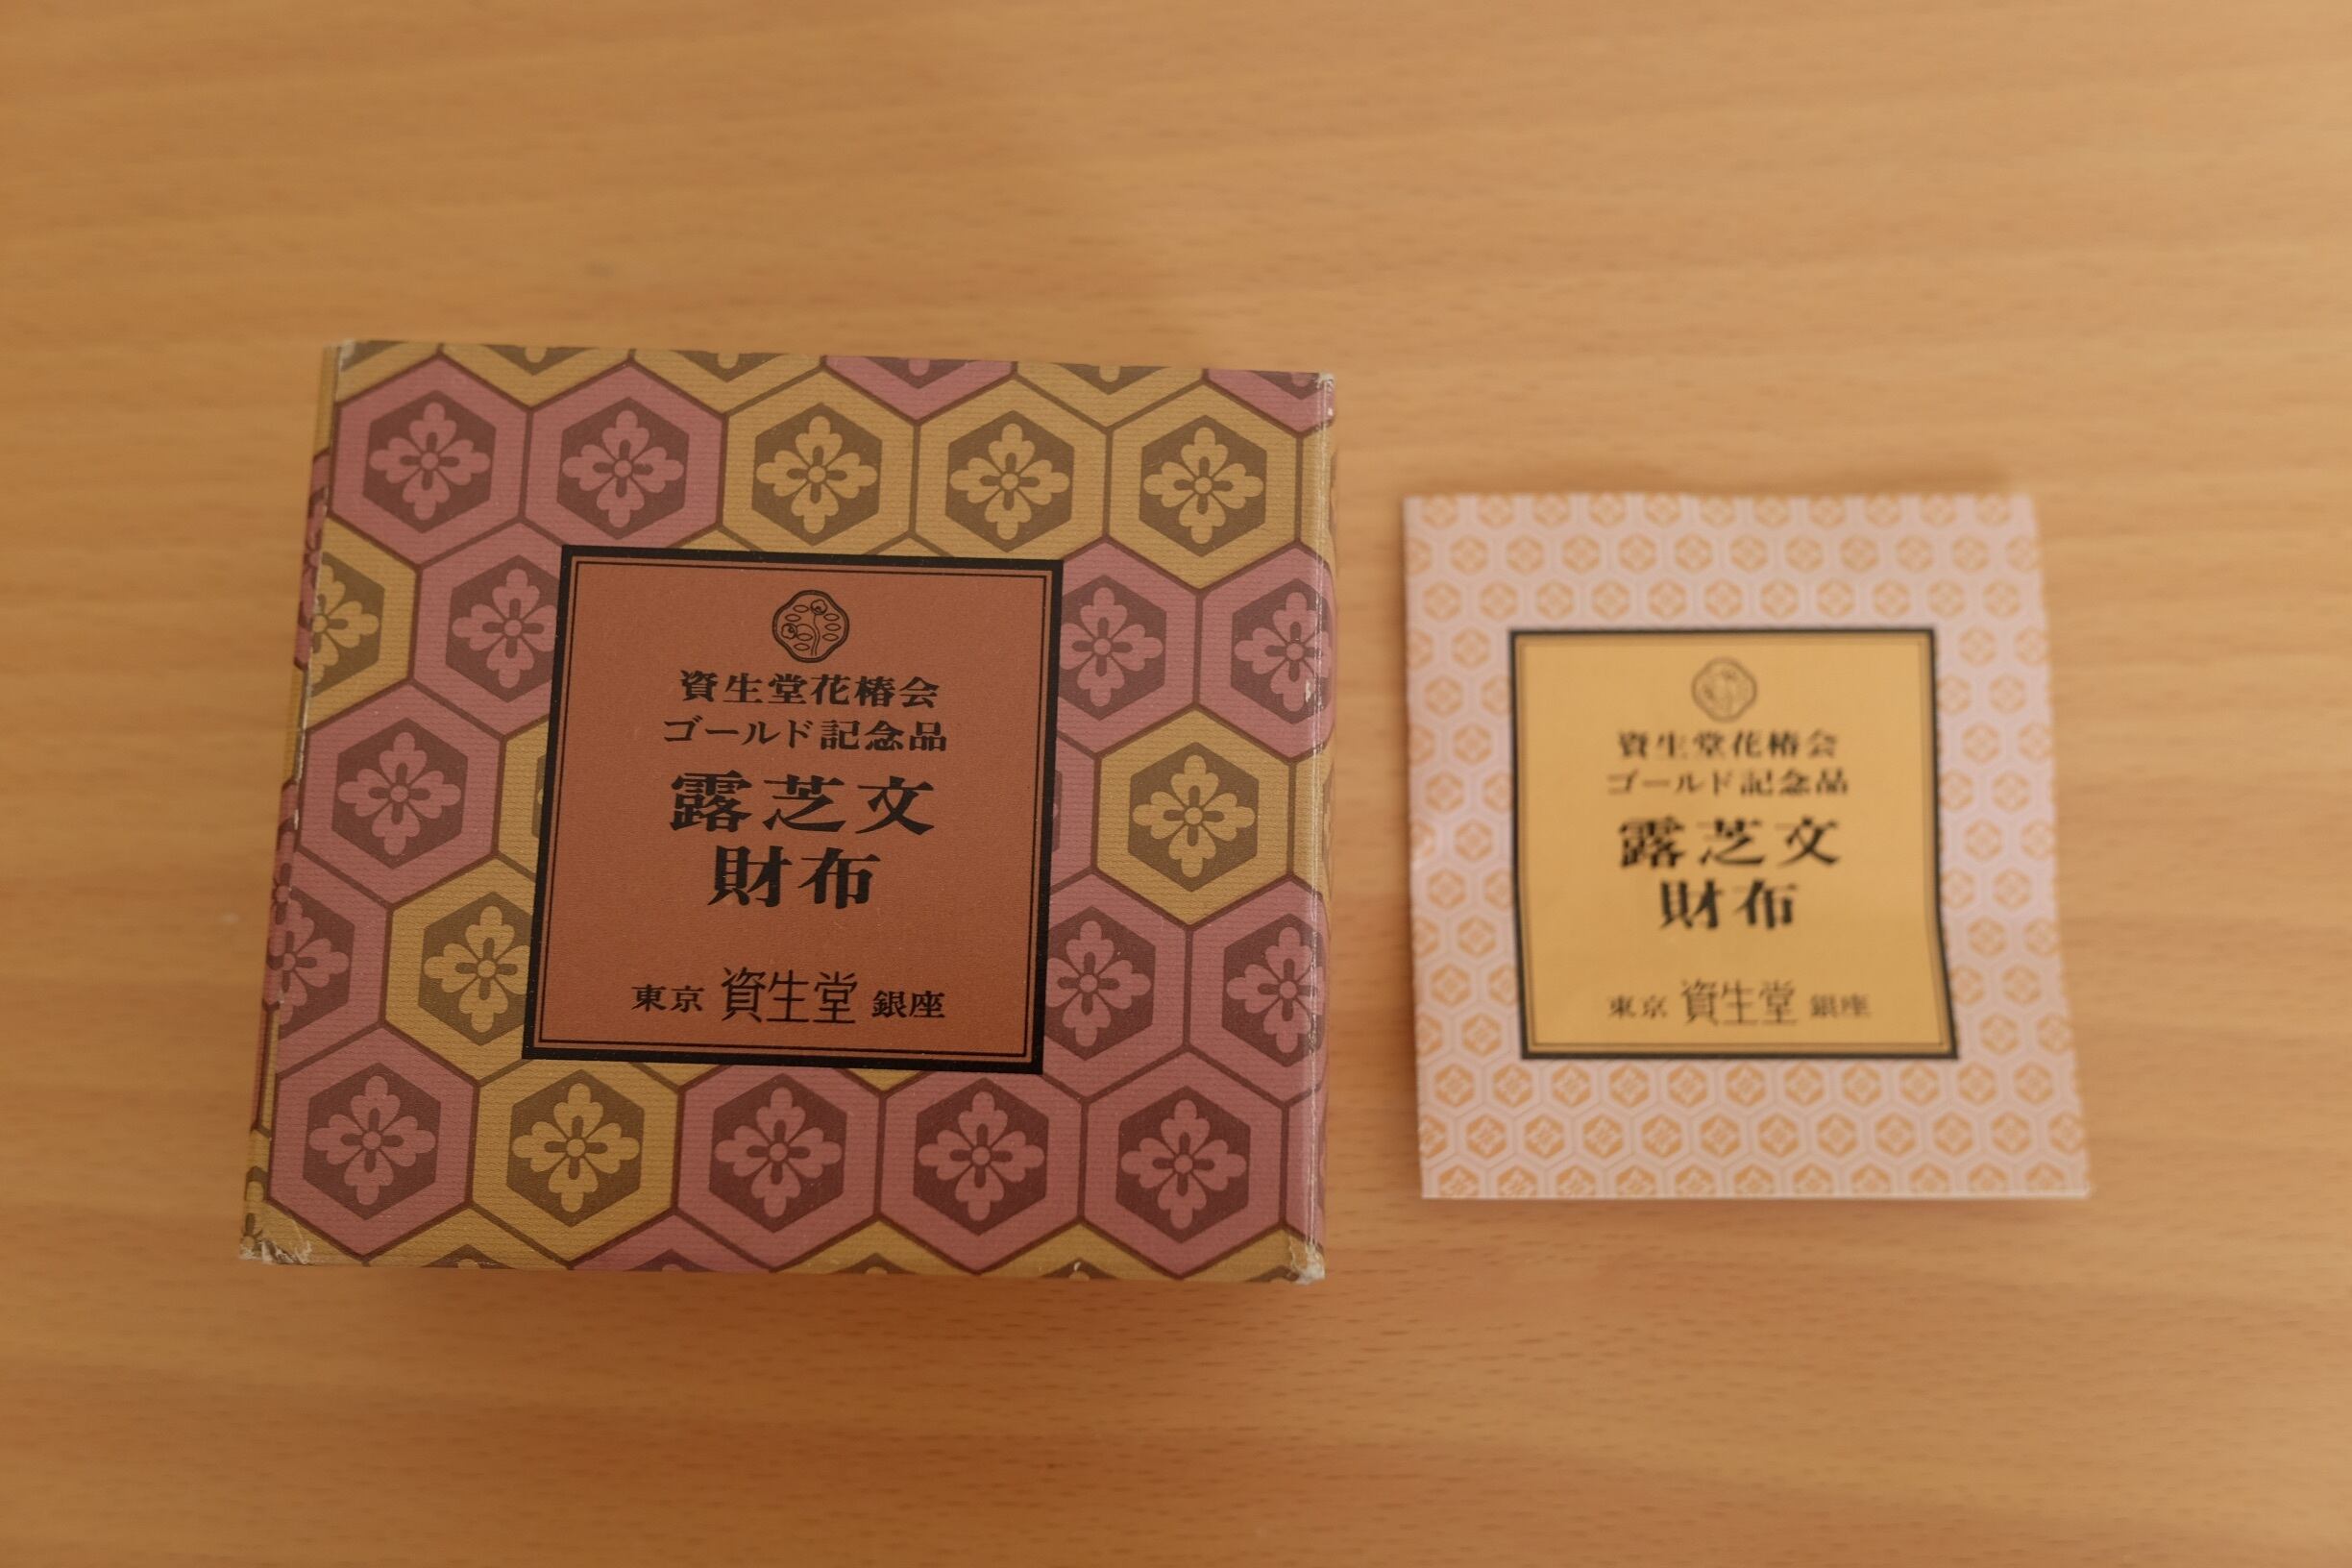 資生堂花椿会
ゴールド記念品
露芝文
財布
東京 資生堂 銀座
資生堂花椿会
ゴールド記念品
露芝文
財布
東京 資生堂 銀座